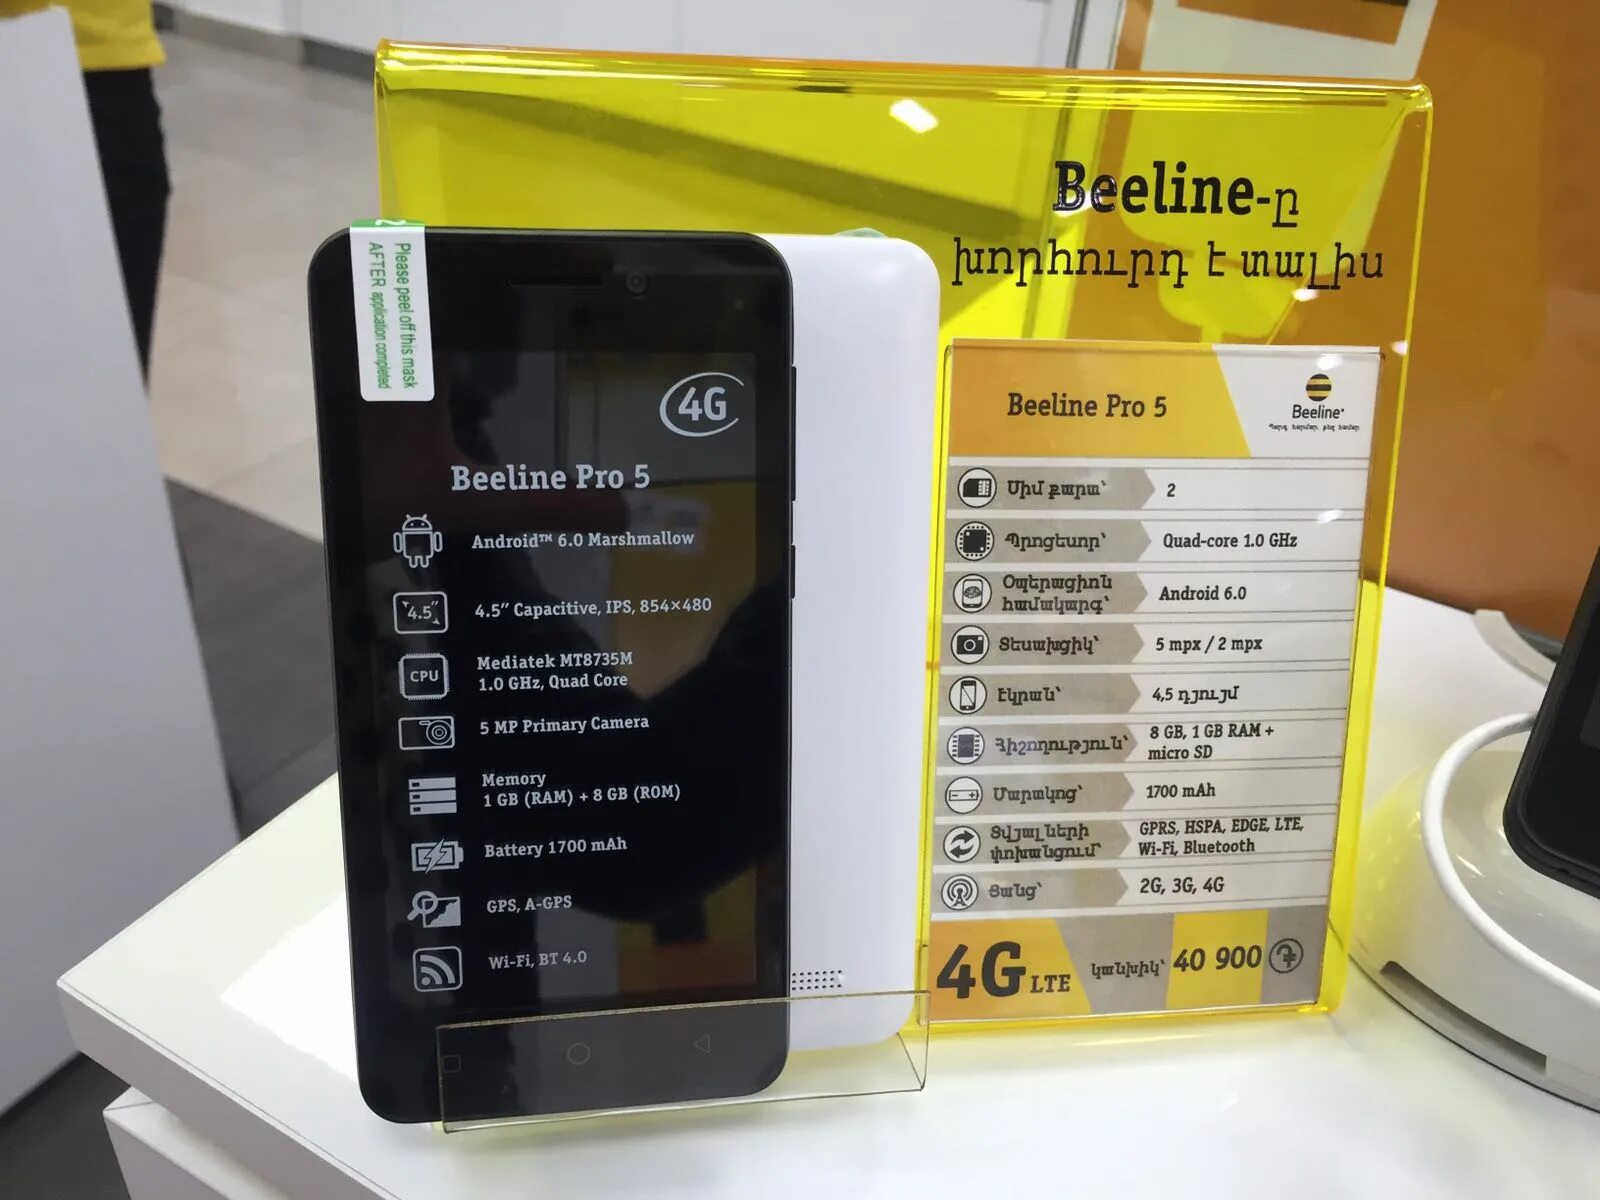 Beeline-ը
խորհուրդ է տալիս
Please peel off this mask
AFTER application completed
4G
Beeline Pro 5
Android™ 6.0 Marshmallow
4.5"
4.5" Capacitive, IPS, 854×480
CPU
Mediatek MT8735M
1.0 GHz, Quad Core
5 MP Primary Camera
Memory
1 GB (RAM) + 8 GB (ROM)
Battery 1700 mAh
GPS, A-GPS
Wi-Fi, BT 4.0
Beeline Pro 5
Beeline
Պարզ. հարմար. քեզ համար
Սիմ քարտ՝ 2
Պրոցեսոր՝ Quad-core 1.0 GHz
Օպերացիոն
համակարգ՝ Android 6.0
Տեսախցիկ՝ 5 mpx / 2 mpx
Էկրան՝ 4,5 դյույմ
Հիշողություն՝ 8 GB, 1 GB RAM +
micro SD
Մարտկոց՝ 1700 mAh
Տվյալների
փոխանցում՝ GPRS, HSPA, EDGE, LTE,
Wi-Fi, Bluetooth
Ցանց՝ 2G, 3G, 4G
4G LTE կանխիկ՝ 40 900 ֏